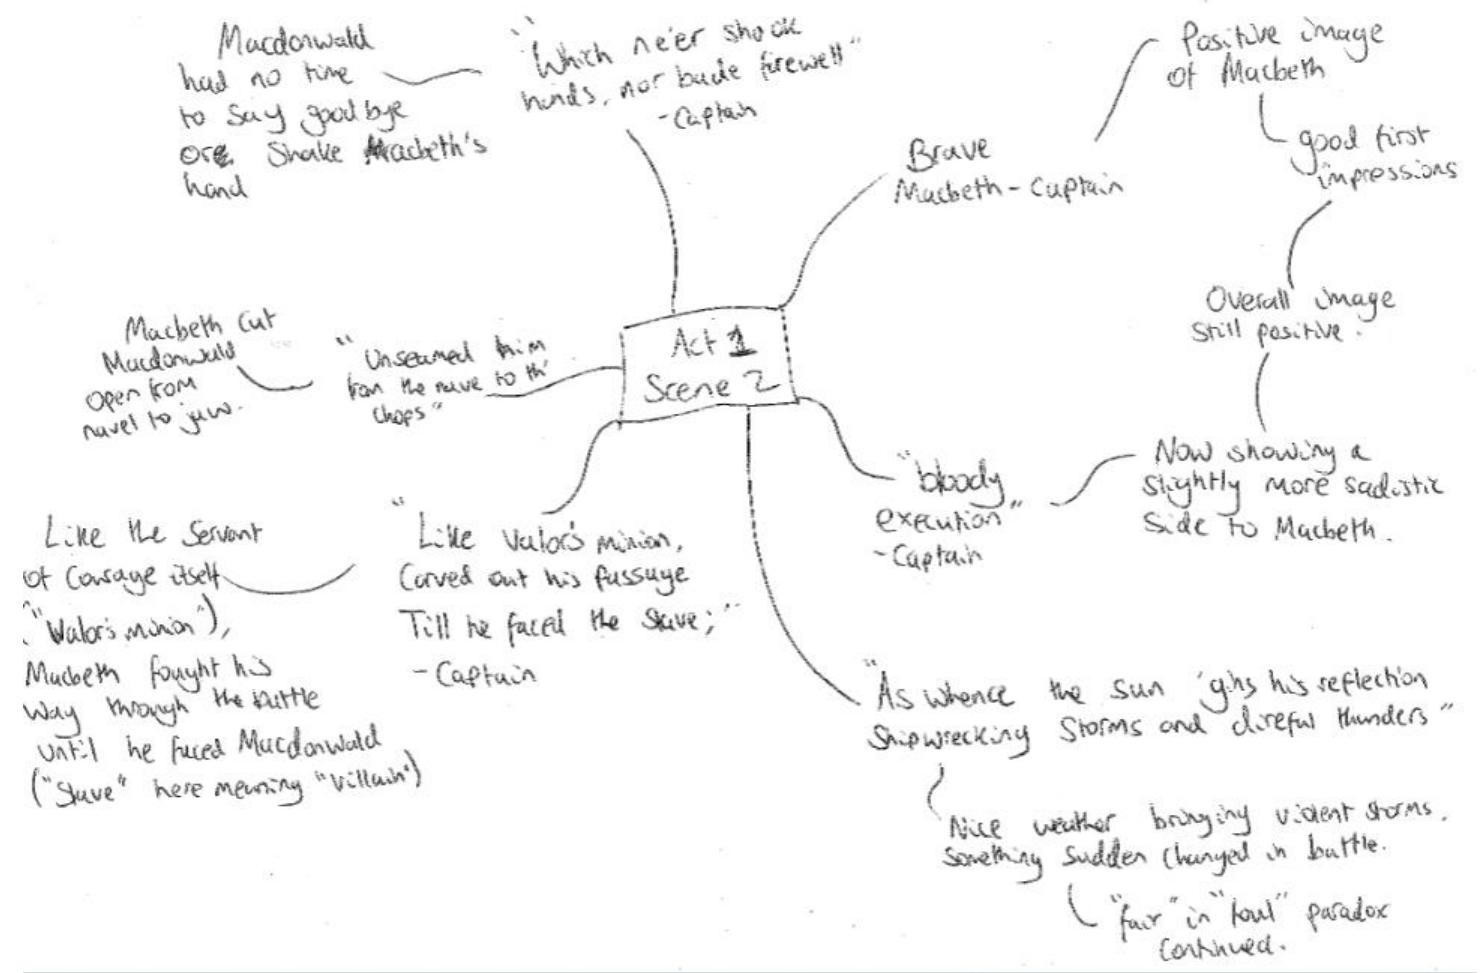 Act 1
Scene 2
"Which ne'er shook
hands, nor bade firewell"
-Captain
Macdonwald
had no time
to say goodbye
or shake Macbeth's
hand
Brave
Macbeth - Captain
Positive image
of Macbeth
good first
impressions
Overall image
still positive.
"bloody
execution"
-Captain
Now showing a
slightly more sadistic
side to Macbeth.
"As whence the sun 'gins his reflection
Shipwrecking storms and direful thunders"
Nice weather bringing violent storms.
Something sudden changed in battle.
"fair" in "foul" paradox
continued.
"Like Valor's minion,
Carved out his passage
Till he faced the slave;"
- Captain
Like the servant
of courage itself
("Valor's minion"),
Macbeth fought his
way through the battle
until he faced Macdonwald
("Slave" here meaning "villain")
"Unseamed him
from the nave to th'
Chops"
Macbeth cut
Macdonwald
open from
navel to jaw.